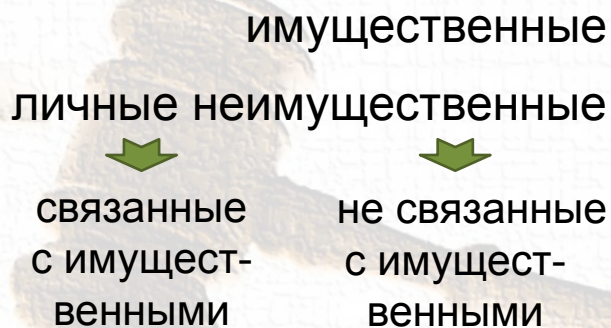 имущественные
личные неимущественные
связанные
с имущест-
венными
не связанные
с имущест-
венными